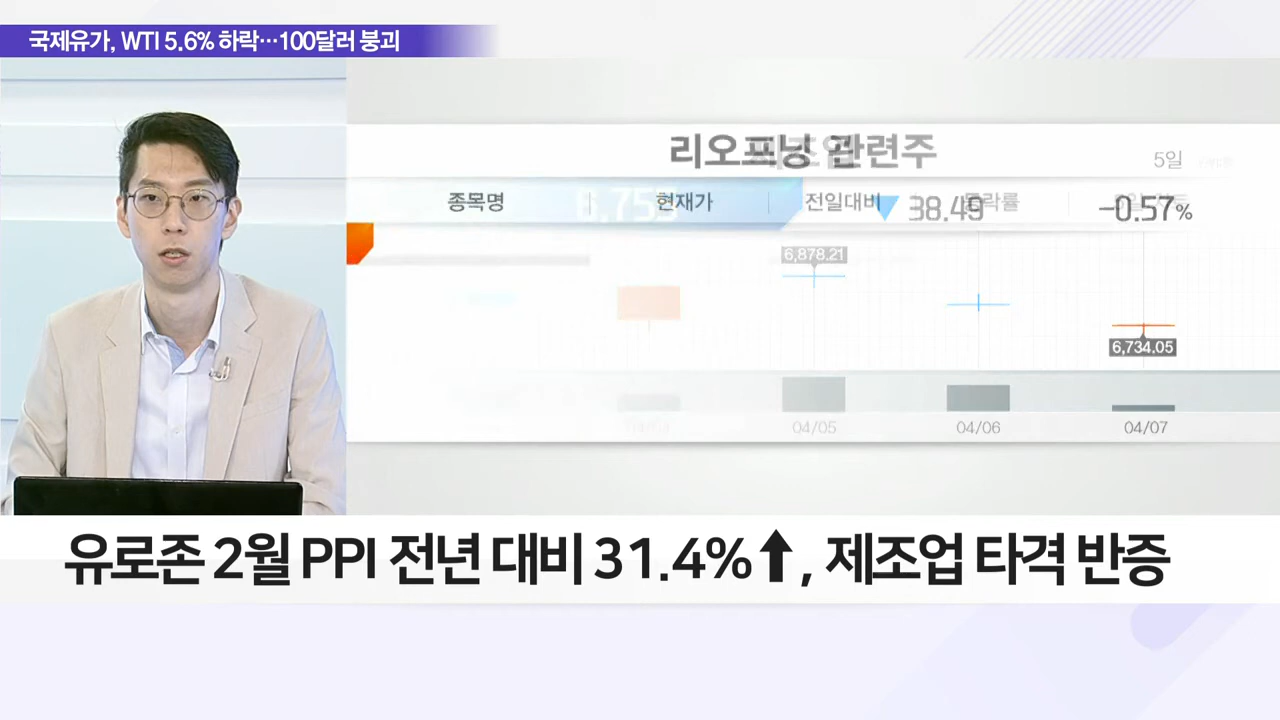 국제유가, WTI 5.6% 하락…100달러 붕괴
리오프닝 관련주
5일
종목명 현재가 전일대비 등락률
38.49 -0.57%
6,878.21
6,734.05
04/05 04/06 04/07
유로존 2월 PPI 전년 대비 31.4%↑, 제조업 타격 반증